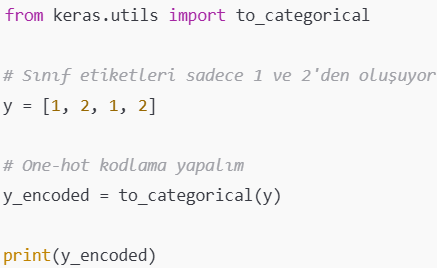 from keras.utils import to_categorical
# Sınıf etiketleri sadece 1 ve 2'den oluşuyor
y = [1, 2, 1, 2]
# One-hot kodlama yapalım
y_encoded = to_categorical(y)
print(y_encoded)